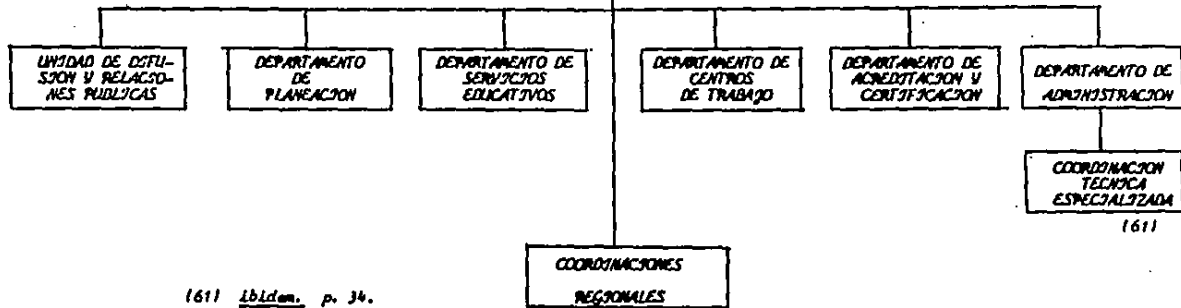 UNIDAD DE DIFU-
SION Y RELACIO-
NES PUBLICAS
DEPARTAMENTO
DE
PLANEACION
DEPARTAMENTO DE
SERVICIOS
EDUCATIVOS
DEPARTAMENTO DE
CENTROS
DE TRABAJO
DEPARTAMENTO DE
ACREDITACION Y
CERTIFICACION
DEPARTAMENTO DE
ADMINISTRACION
COORDINACION
TECNICA
ESPECIALIZADA
(61)
COORDINACIONES
REGIONALES
(61) ibidem. p. 34.